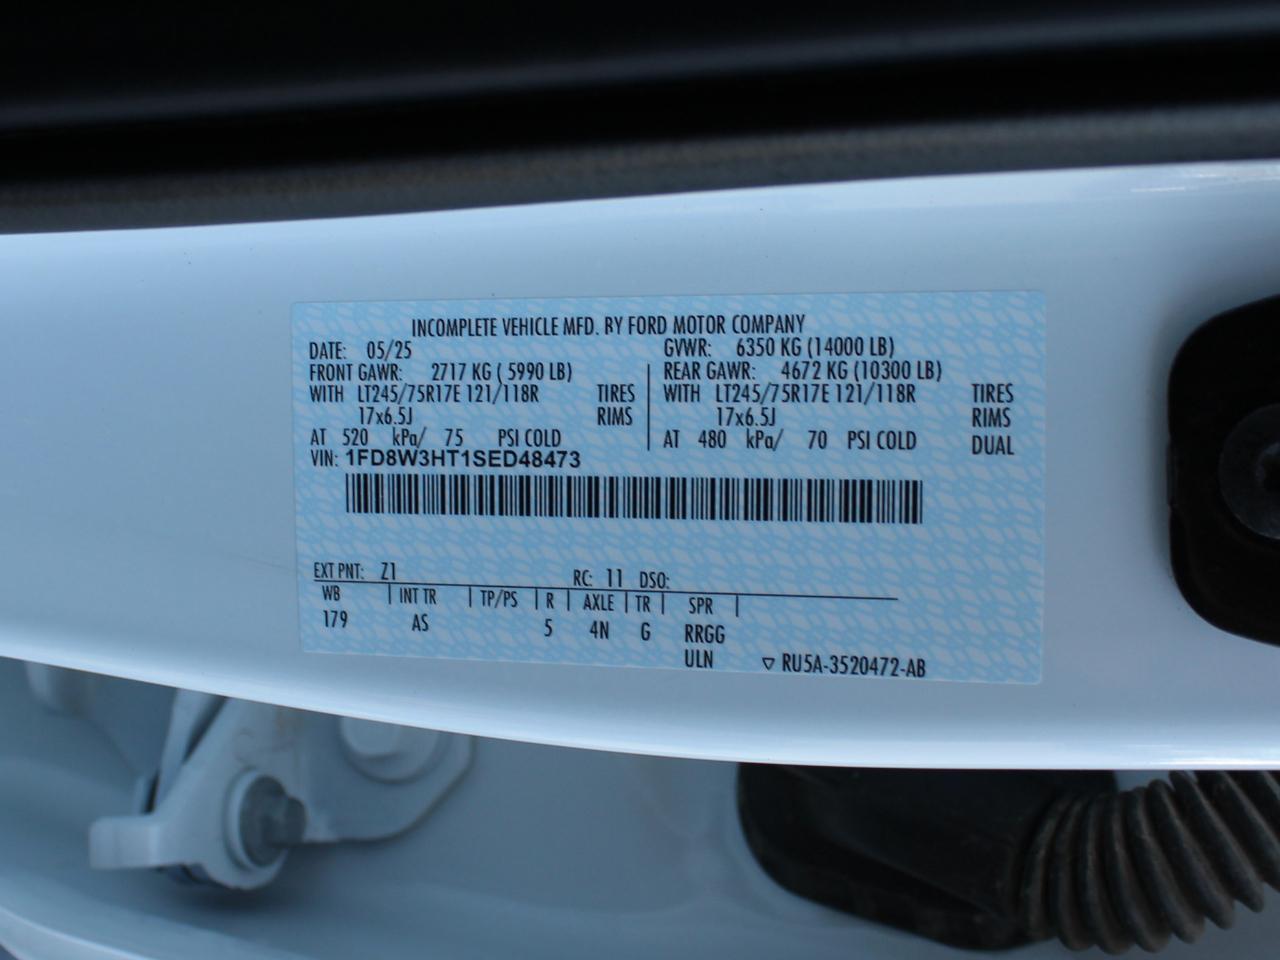 INCOMPLETE VEHICLE MFD. BY FORD MOTOR COMPANY
DATE: 05/25 GVWR: 6350 KG (14000 LB)
FRONT GAWR: 2717 KG ( 5990 LB) REAR GAWR: 4672 KG (10300 LB)
WITH LT245/75R17E 121/118R TIRES WITH LT245/75R17E 121/118R TIRES
17x6.5J RIMS 17x6.5J RIMS
AT 520 kPa/ 75 PSI COLD AT 480 kPa/ 70 PSI COLD DUAL
VIN: 1FD8W3HT1SED48473
EXT PNT: Z1 RC: 11 DSO:
WB INT TR TP/PS R AXLE TR SPR
179 AS 5 4N G RRGG
ULN ▽ RU5A-3520472-AB